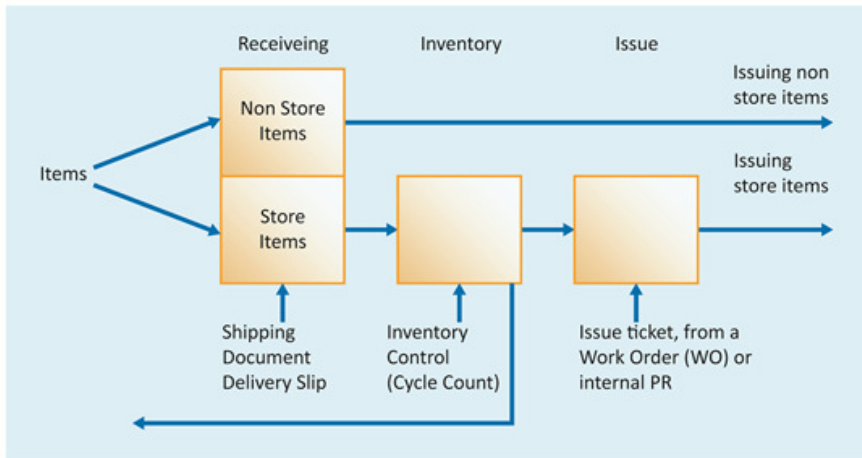 Receiveing
Inventory
Issue
Non Store
Items
Issuing non
store items
Items
Store
Items
Issuing
store items
Shipping
Document
Delivery Slip
Inventory
Control
(Cycle Count)
Issue ticket, from a
Work Order (WO) or
internal PR